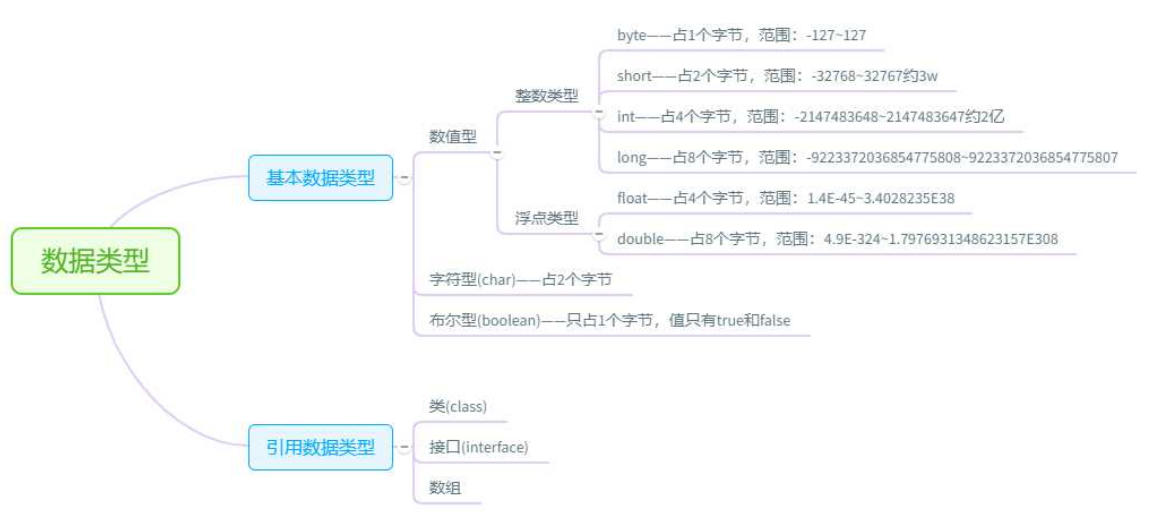 数据类型
基本数据类型
数值型
整数类型
byte——占1个字节，范围：-127~127
short——占2个字节，范围：-32768~32767约3w
int——占4个字节，范围：-2147483648~2147483647约2亿
long——占8个字节，范围：-9223372036854775808~9223372036854775807
浮点类型
float——占4个字节，范围：1.4E-45~3.4028235E38
double——占8个字节，范围：4.9E-324~1.7976931348623157E308
字符型(char)——占2个字节
布尔型(boolean)——只占1个字节，值只有true和false
引用数据类型
类(class)
接口(interface)
数组